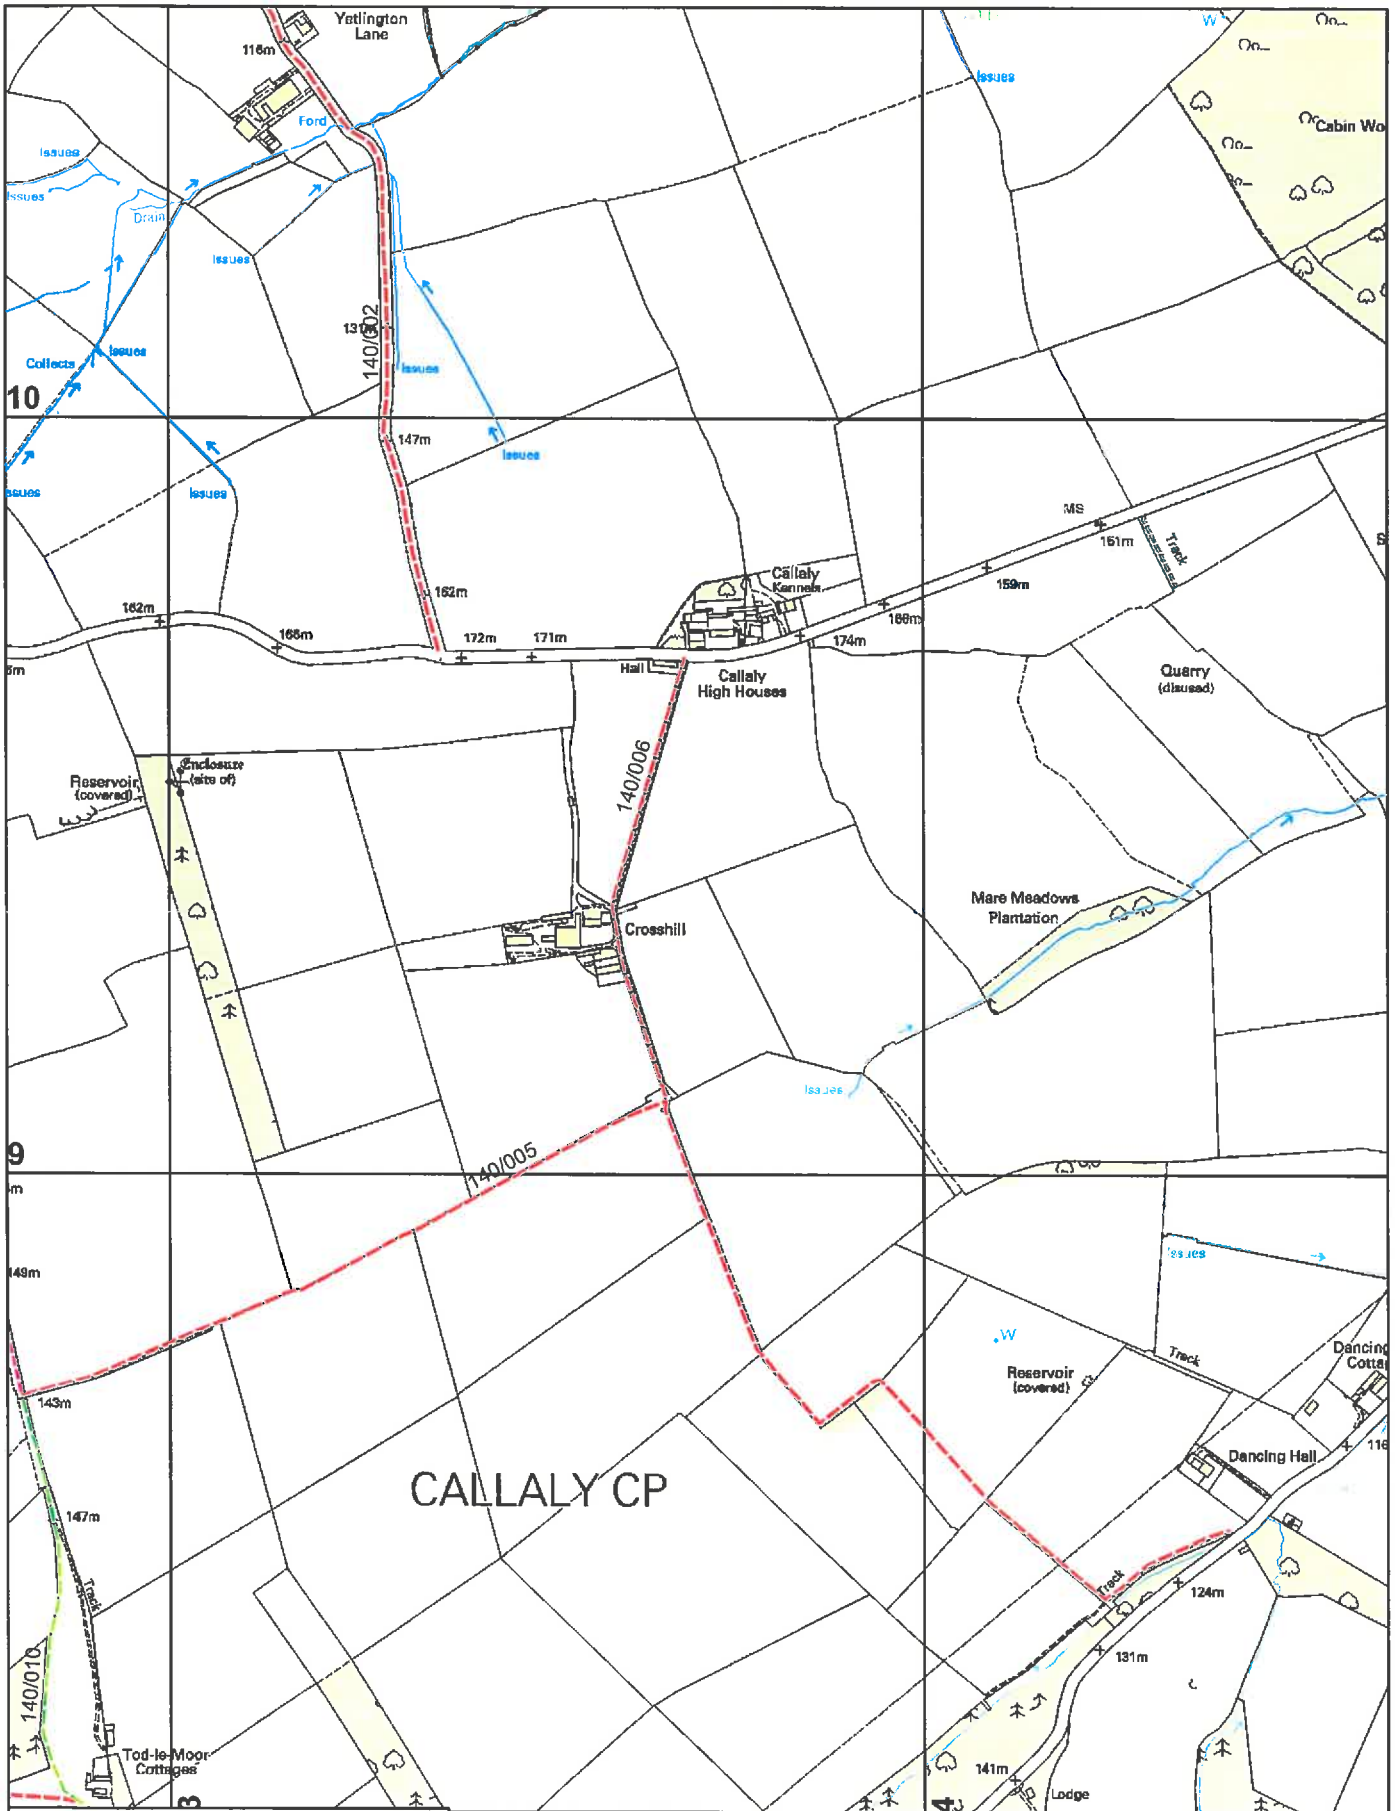 Yetlington
Lane
W
116m
Issues
Ford
Cabin Wo
Issues
Issues
Drain
Issues
140/002
Issues
Collects
Issues
10
147m
Issues
Issues
MS
161m
Track
Callaly
Kennels
159m
162m
162m
166m
172m
171m
174m
Hall
Callaly
High Houses
Quarry
(disused)
Enclosure
(site of)
Reservoir
(covered)
140/006
Mare Meadows
Plantation
Crosshill
Issues
9
140/005
149m
Issues
W
Track
Dancing
Reservoir
(covered)
143m
116
Dancing Hall
CALLALY CP
147m
Track
Track
124m
131m
140/010
Tod-le-Moor
Cottages
141m
Lodge
3
4